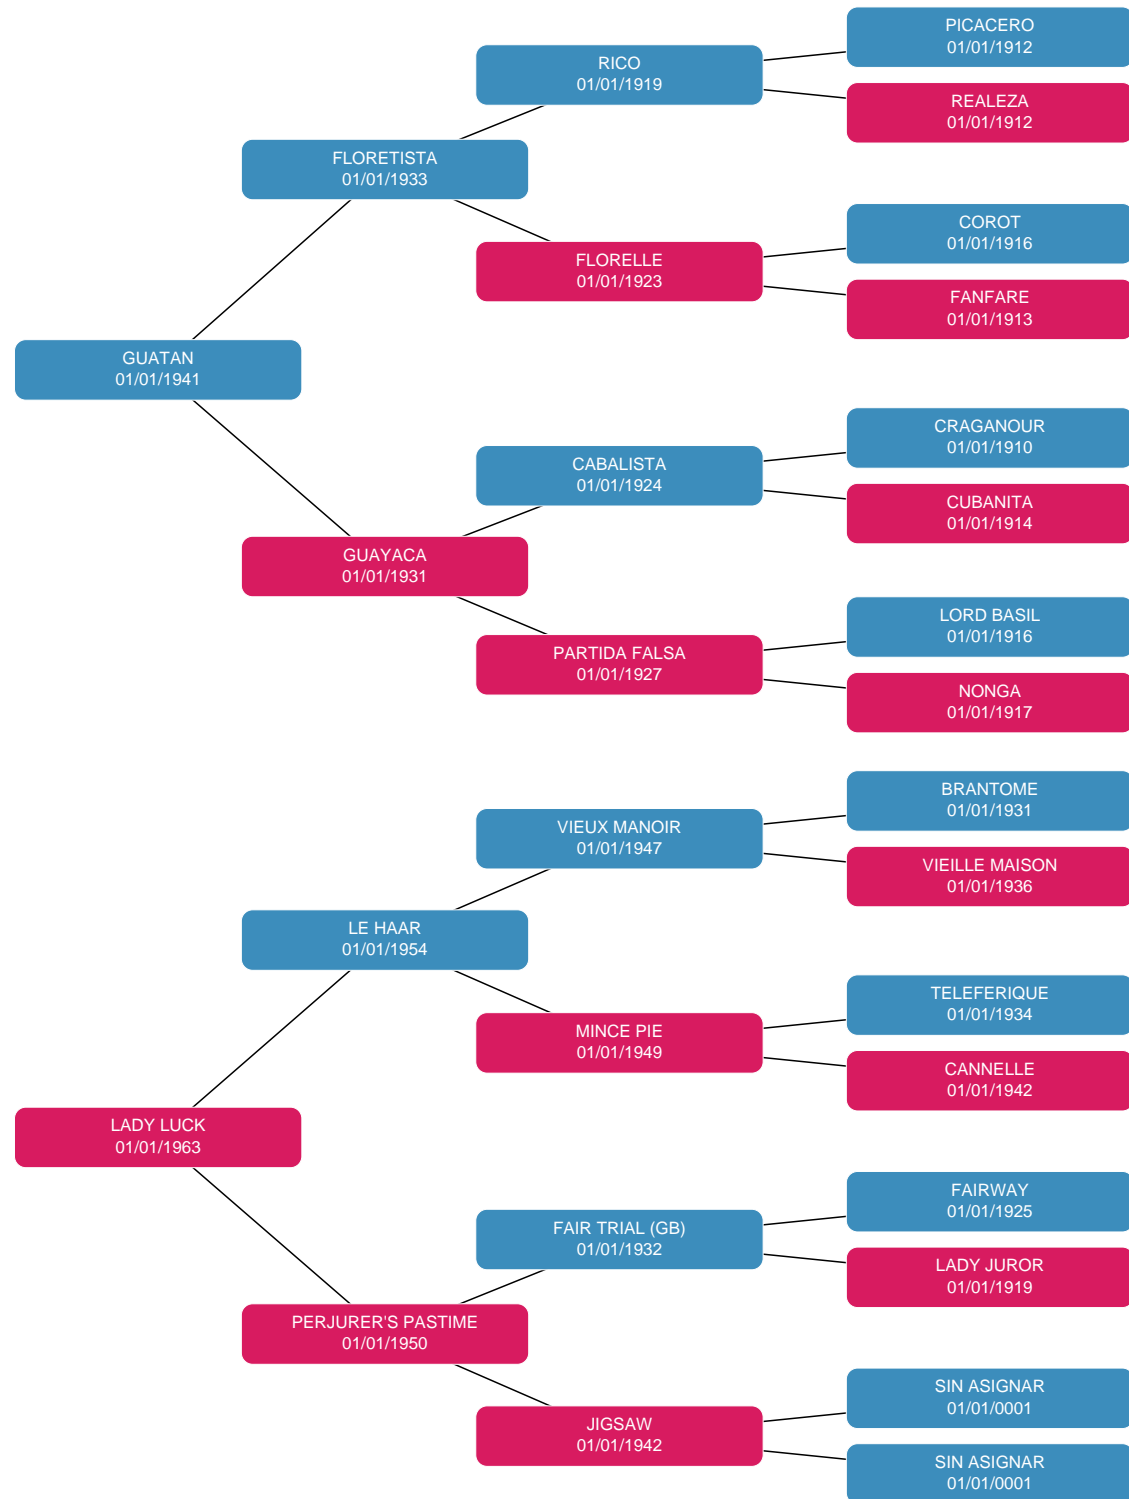 PICACERO
01/01/1912
RICO
01/01/1919
REALEZA
01/01/1912
FLORETISTA
01/01/1933
COROT
01/01/1916
FLORELLE
01/01/1923
FANFARE
01/01/1913
GUATAN
01/01/1941
CRAGANOUR
01/01/1910
CABALISTA
01/01/1924
CUBANITA
01/01/1914
GUAYACA
01/01/1931
LORD BASIL
01/01/1916
PARTIDA FALSA
01/01/1927
NONGA
01/01/1917
BRANTOME
01/01/1931
VIEUX MANOIR
01/01/1947
VIEILLE MAISON
01/01/1936
LE HAAR
01/01/1954
TELEFERIQUE
01/01/1934
MINCE PIE
01/01/1949
CANNELLE
01/01/1942
LADY LUCK
01/01/1963
FAIRWAY
01/01/1925
FAIR TRIAL (GB)
01/01/1932
LADY JUROR
01/01/1919
PERJURER'S PASTIME
01/01/1950
SIN ASIGNAR
01/01/0001
JIGSAW
01/01/1942
SIN ASIGNAR
01/01/0001